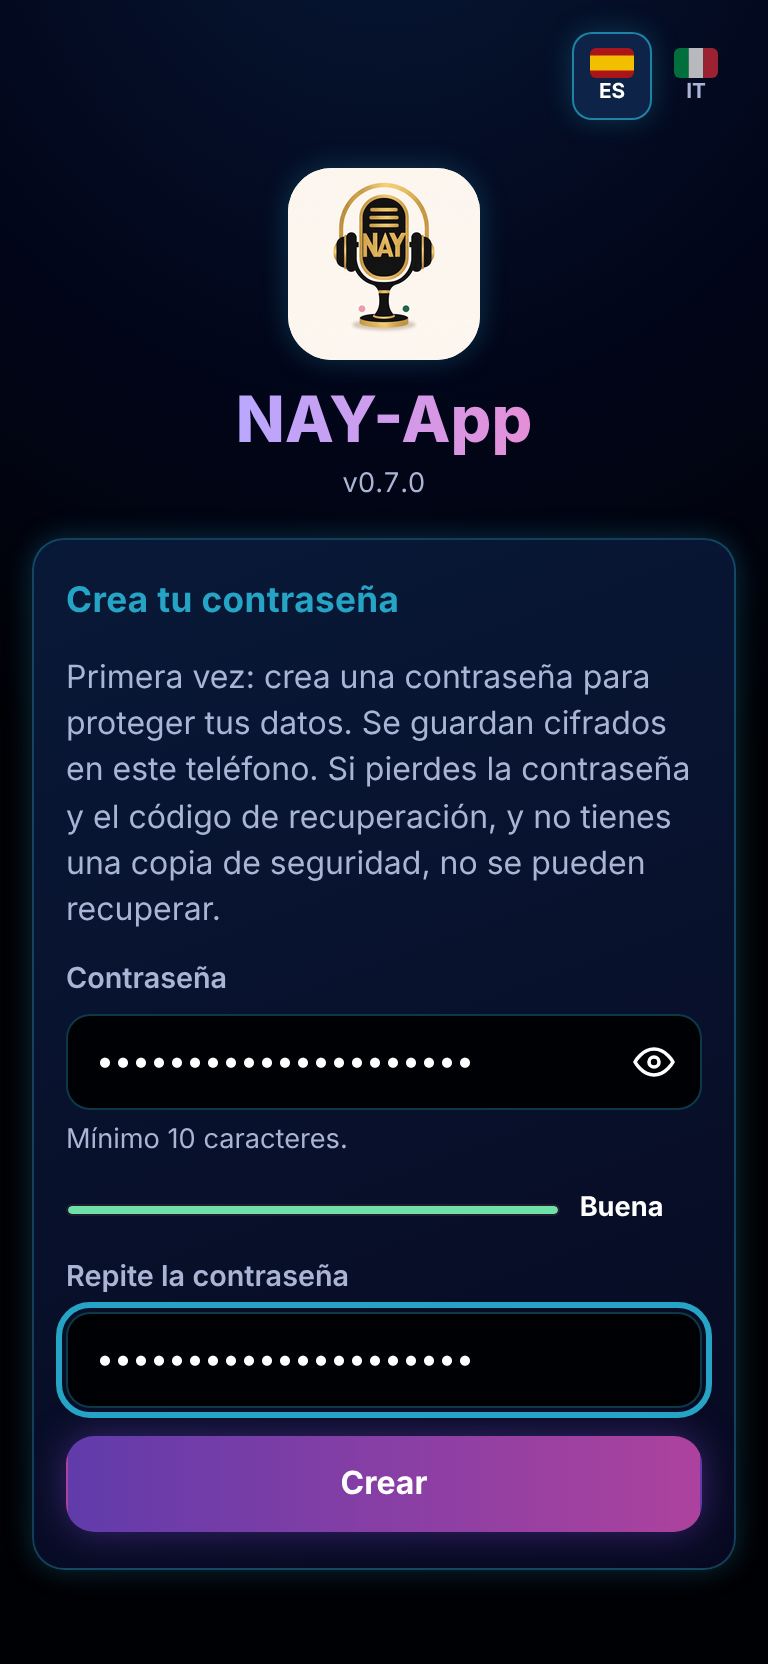 ES
IT
NAY
NAY-App
v0.7.0
Crea tu contraseña
Primera vez: crea una contraseña para
proteger tus datos. Se guardan cifrados
en este teléfono. Si pierdes la contraseña
y el código de recuperación, y no tienes
una copia de seguridad, no se pueden
recuperar.
Contraseña
Mínimo 10 caracteres.
Buena
Repite la contraseña
Crear